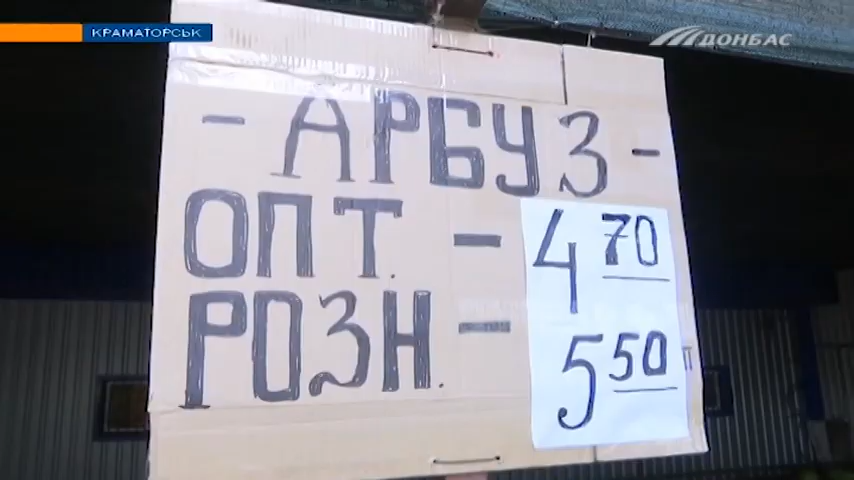 КРАМАТОРСЬК
ДОНБАС
- АРБУЗ -
ОПТ. - 4 70
РОЗН. - 5 50